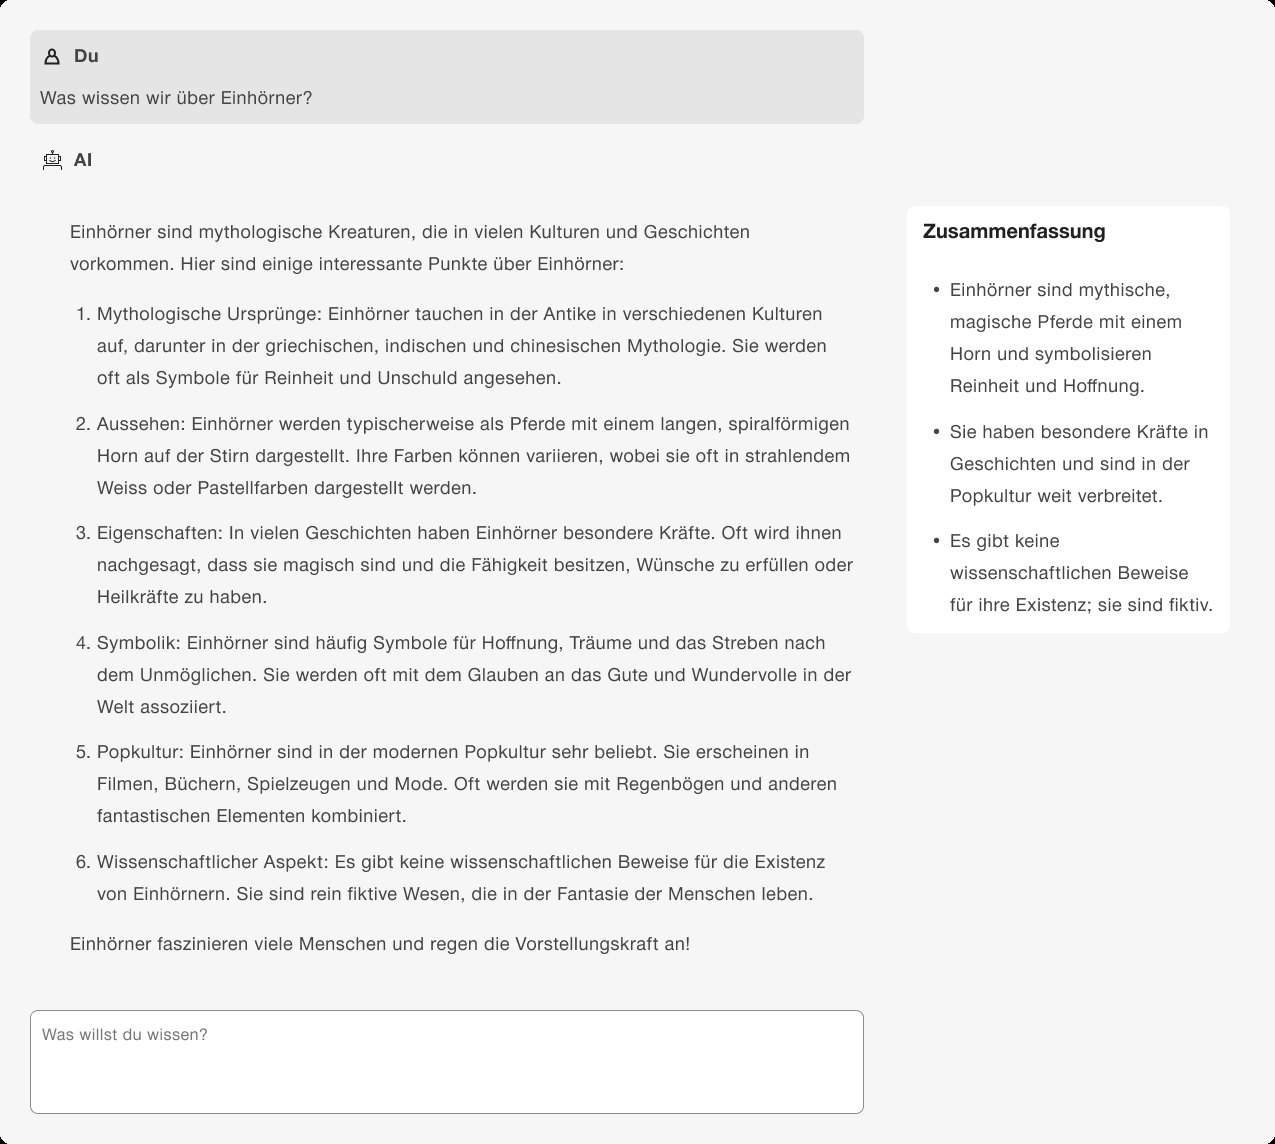 Du
Was wissen wir über Einhörner?
AI
Einhörner sind mythologische Kreaturen, die in vielen Kulturen und Geschichten
vorkommen. Hier sind einige interessante Punkte über Einhörner:
1. Mythologische Ursprünge: Einhörner tauchen in der Antike in verschiedenen Kulturen
auf, darunter in der griechischen, indischen und chinesischen Mythologie. Sie werden
oft als Symbole für Reinheit und Unschuld angesehen.
2. Aussehen: Einhörner werden typischerweise als Pferde mit einem langen, spiralförmigen
Horn auf der Stirn dargestellt. Ihre Farben können variieren, wobei sie oft in strahlendem
Weiss oder Pastellfarben dargestellt werden.
3. Eigenschaften: In vielen Geschichten haben Einhörner besondere Kräfte. Oft wird ihnen
nachgesagt, dass sie magisch sind und die Fähigkeit besitzen, Wünsche zu erfüllen oder
Heilkräfte zu haben.
4. Symbolik: Einhörner sind häufig Symbole für Hoffnung, Träume und das Streben nach
dem Unmöglichen. Sie werden oft mit dem Glauben an das Gute und Wundervolle in der
Welt assoziiert.
5. Popkultur: Einhörner sind in der modernen Popkultur sehr beliebt. Sie erscheinen in
Filmen, Büchern, Spielzeugen und Mode. Oft werden sie mit Regenbögen und anderen
fantastischen Elementen kombiniert.
6. Wissenschaftlicher Aspekt: Es gibt keine wissenschaftlichen Beweise für die Existenz
von Einhörnern. Sie sind rein fiktive Wesen, die in der Fantasie der Menschen leben.
Einhörner faszinieren viele Menschen und regen die Vorstellungskraft an!
Zusammenfassung
• Einhörner sind mythische,
magische Pferde mit einem
Horn und symbolisieren
Reinheit und Hoffnung.
• Sie haben besondere Kräfte in
Geschichten und sind in der
Popkultur weit verbreitet.
• Es gibt keine
wissenschaftlichen Beweise
für ihre Existenz; sie sind fiktiv.
Was willst du wissen?